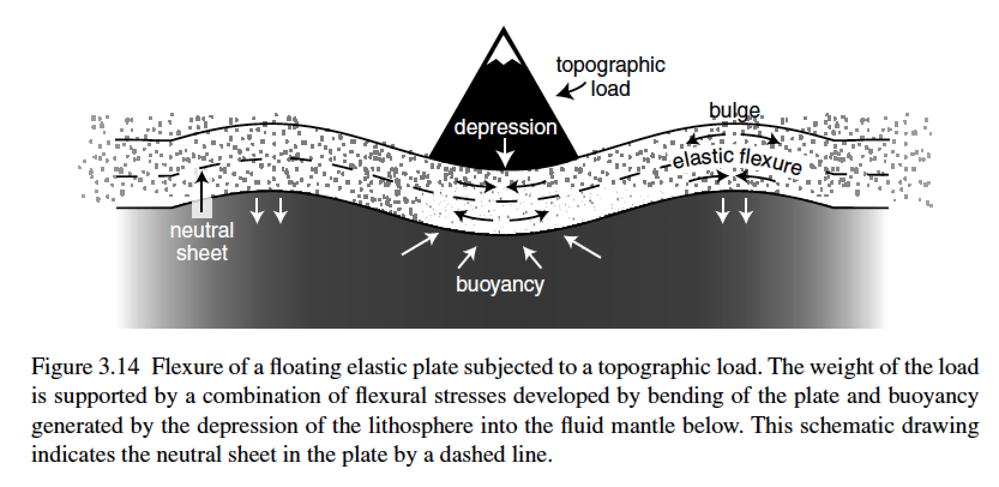 topographic
load
bulge
depression
elastic flexure
neutral
sheet
buoyancy
Figure 3.14 Flexure of a floating elastic plate subjected to a topographic load. The weight of the load
is supported by a combination of flexural stresses developed by bending of the plate and buoyancy
generated by the depression of the lithosphere into the fluid mantle below. This schematic drawing
indicates the neutral sheet in the plate by a dashed line.